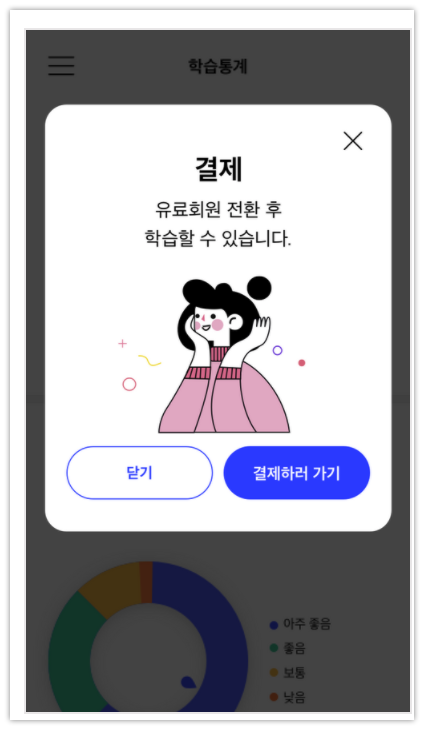 학습통계
결제
유료회원 전환 후
학습할 수 있습니다.
닫기
결제하러 가기
아주 좋음
좋음
보통
낮음